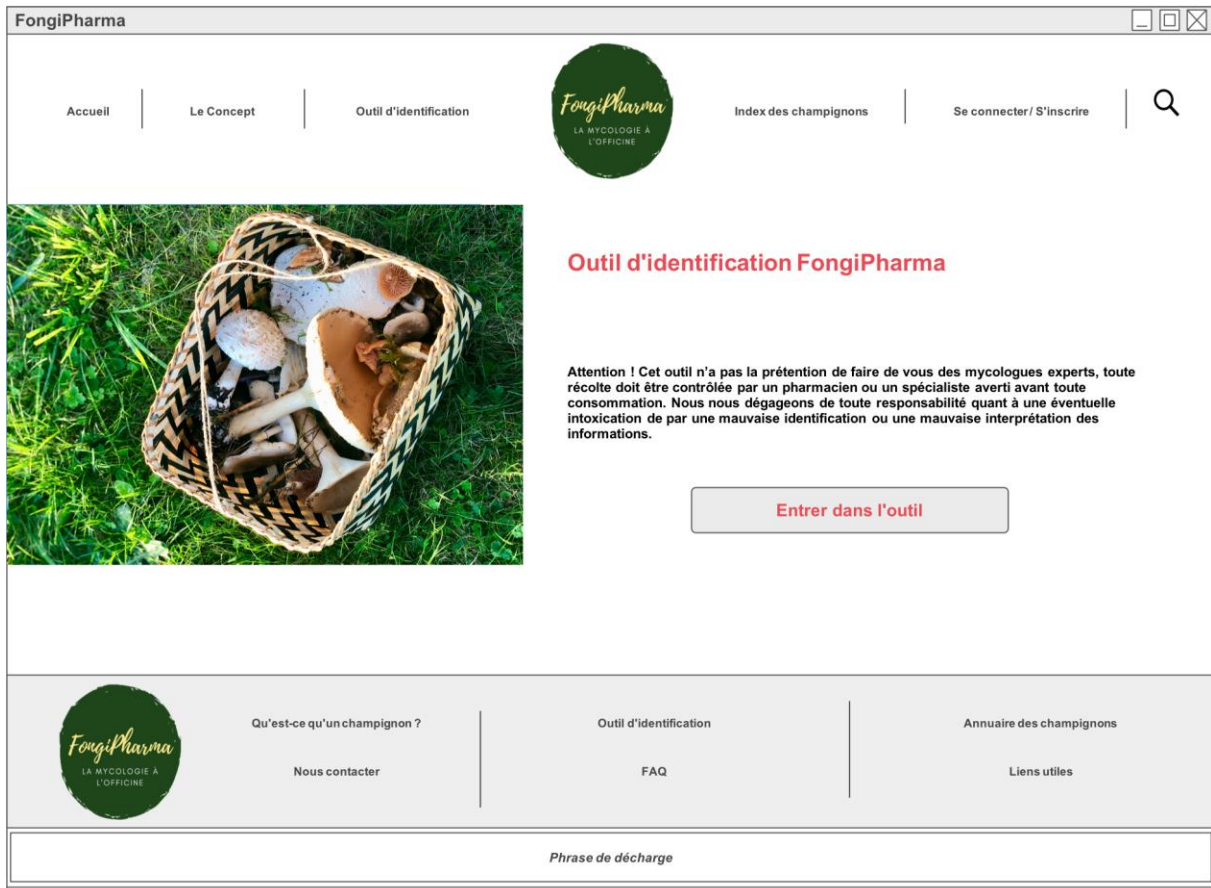 FongiPharma
Accueil
Le Concept
Outil d'identification
FongiPharma
LA MYCOLOGIE À
L'OFFICINE
Index des champignons
Se connecter / S'inscrire
Outil d'identification FongiPharma
Attention ! Cet outil n'a pas la prétention de faire de vous des mycologues experts, toute
récolte doit être contrôlée par un pharmacien ou un spécialiste averti avant toute
consommation. Nous nous dégageons de toute responsabilité quant à une éventuelle
intoxication de par une mauvaise identification ou une mauvaise interprétation des
informations.
Entrer dans l'outil
FongiPharma
LA MYCOLOGIE À
L'OFFICINE
Qu'est-ce qu'un champignon ?
Outil d'identification
Annuaire des champignons
Nous contacter
FAQ
Liens utiles
Phrase de décharge